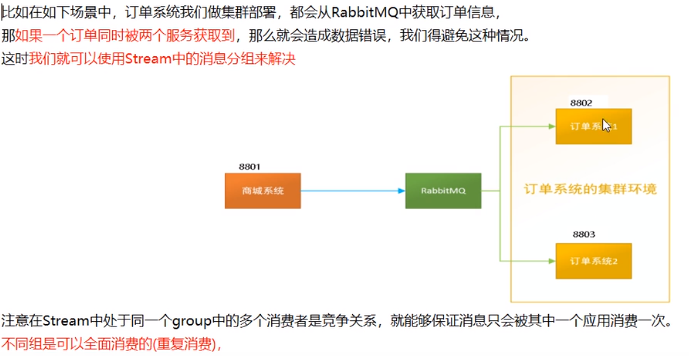 比如在如下场景中，订单系统我们做集群部署，都会从RabbitMQ中获取订单信息，
那如果一个订单同时被两个服务获取到，那么就会造成数据错误，我们得避免这种情况。
这时我们就可以使用Stream中的消息分组来解决
8802
订单系统1
8801
商城系统
RabbitMQ
订单系统的集群环境
8803
订单系统2
注意在Stream中处于同一个group中的多个消费者是竞争关系，就能够保证消息只会被其中一个应用消费一次。
不同组是可以全面消费的(重复消费)，